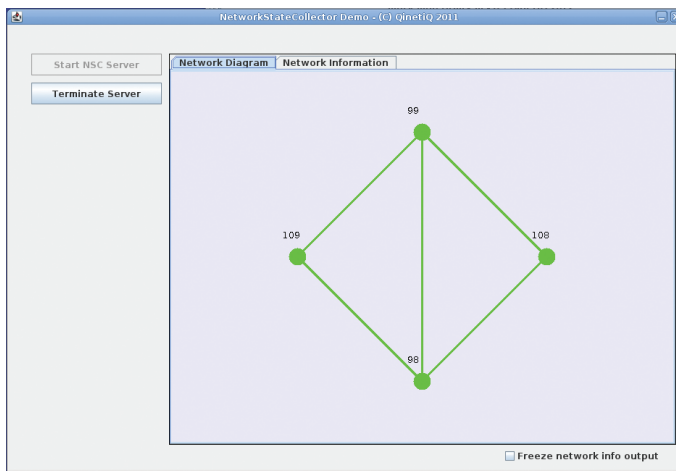 NetworkStateCollector Demo - (C) QinetiQ 2011
Start NSC Server
Terminate Server
Network Diagram
Network Information
99
109
108
98
Freeze network info output